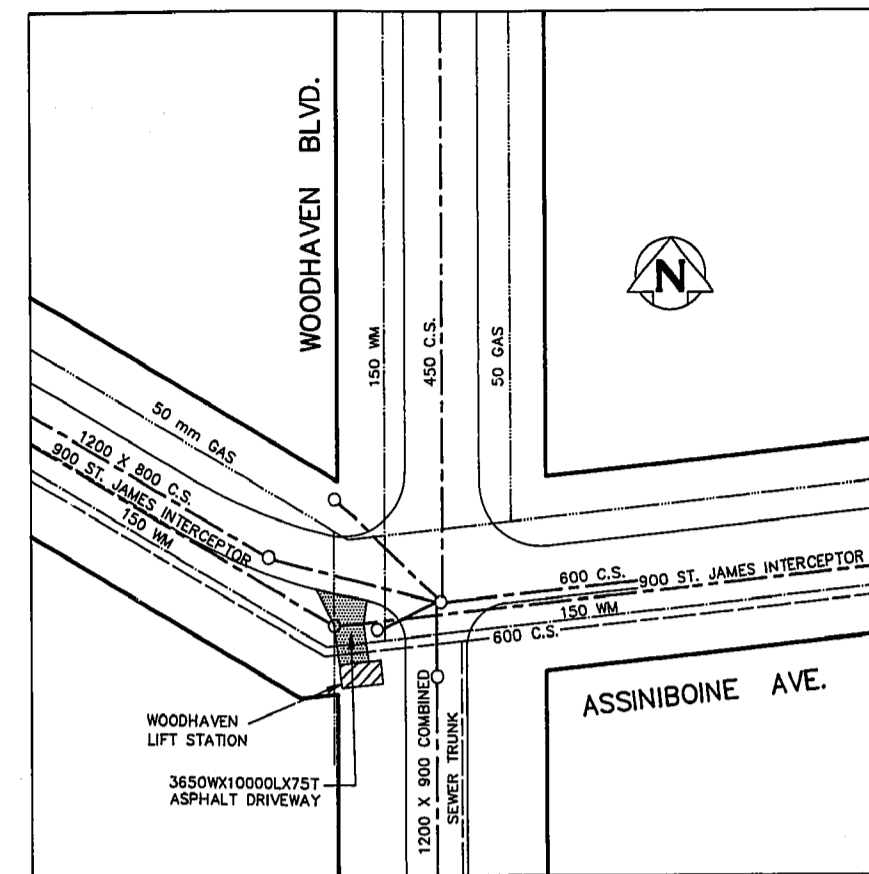 WOODHAVEN BLVD.
N
150 WM
450 C.S.
50 GAS
50 mm GAS
1200 X 800 C.S.
900 ST. JAMES INTERCEPTOR
150 WM
600 C.S.
900 ST. JAMES INTERCEPTOR
150 WM
600 C.S.
ASSINIBOINE AVE.
WOODHAVEN
LIFT STATION
3650WX10000LX75T
ASPHALT DRIVEWAY
1200 X 900 COMBINED
SEWER TRUNK